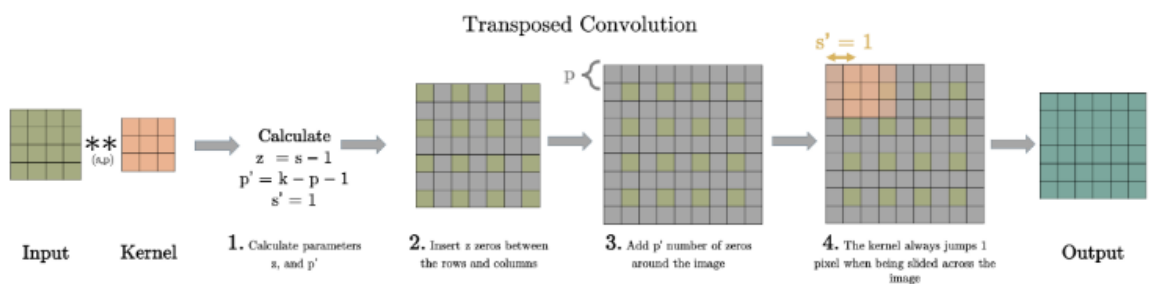 Transposed Convolution
s' = 1
p
**
(s,p)
Calculate
z = s − 1
p' = k − p − 1
s' = 1
Input
Kernel
1. Calculate parameters
z, and p'
2. Insert z zeros between
the rows and columns
3. Add p' number of zeros
around the image
4. The kernel always jumps 1
pixel when being slided across the
image
Output